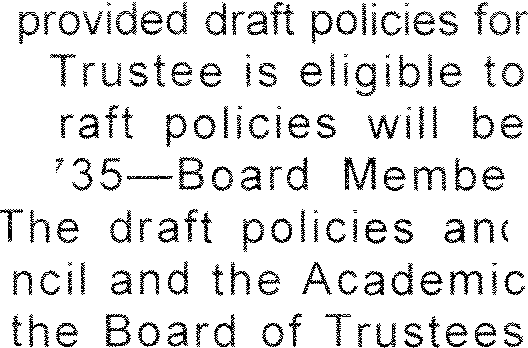 provided draft policies for
Trustee is eligible to
raft policies will be
735—Board Membe
The draft policies and
ncil and the Academic
the Board of Trustees